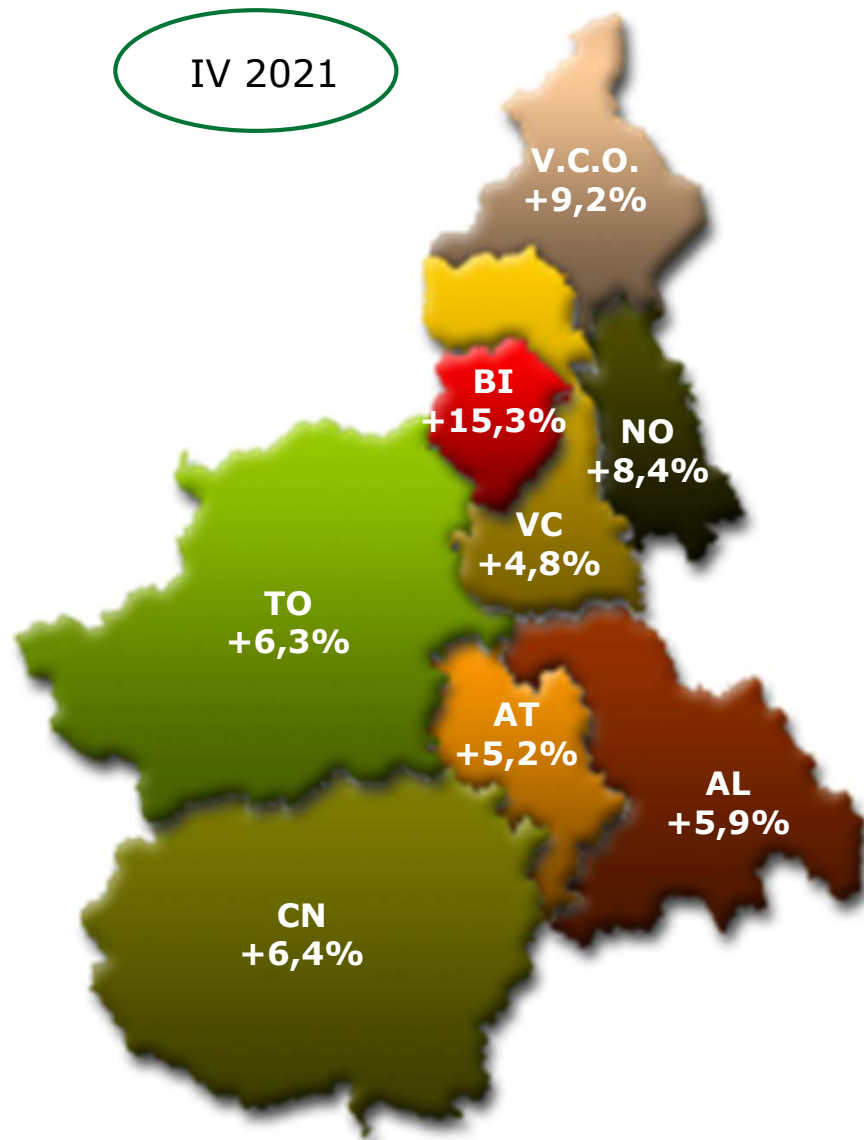 IV 2021
V.C.O.
+9,2%
BI
+15,3%
NO
+8,4%
VC
+4,8%
TO
+6,3%
AT
+5,2%
AL
+5,9%
CN
+6,4%